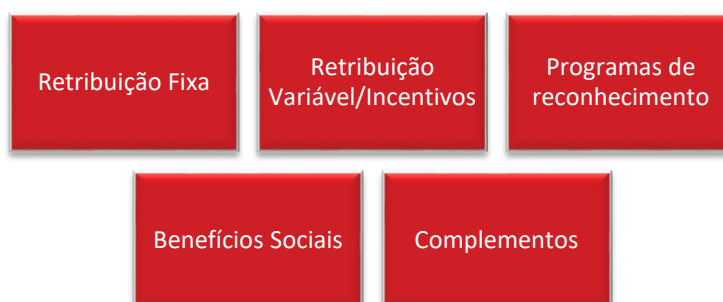 Retribuição Fixa
Retribuição
Variável/Incentivos
Programas de
reconhecimento
Benefícios Sociais
Complementos